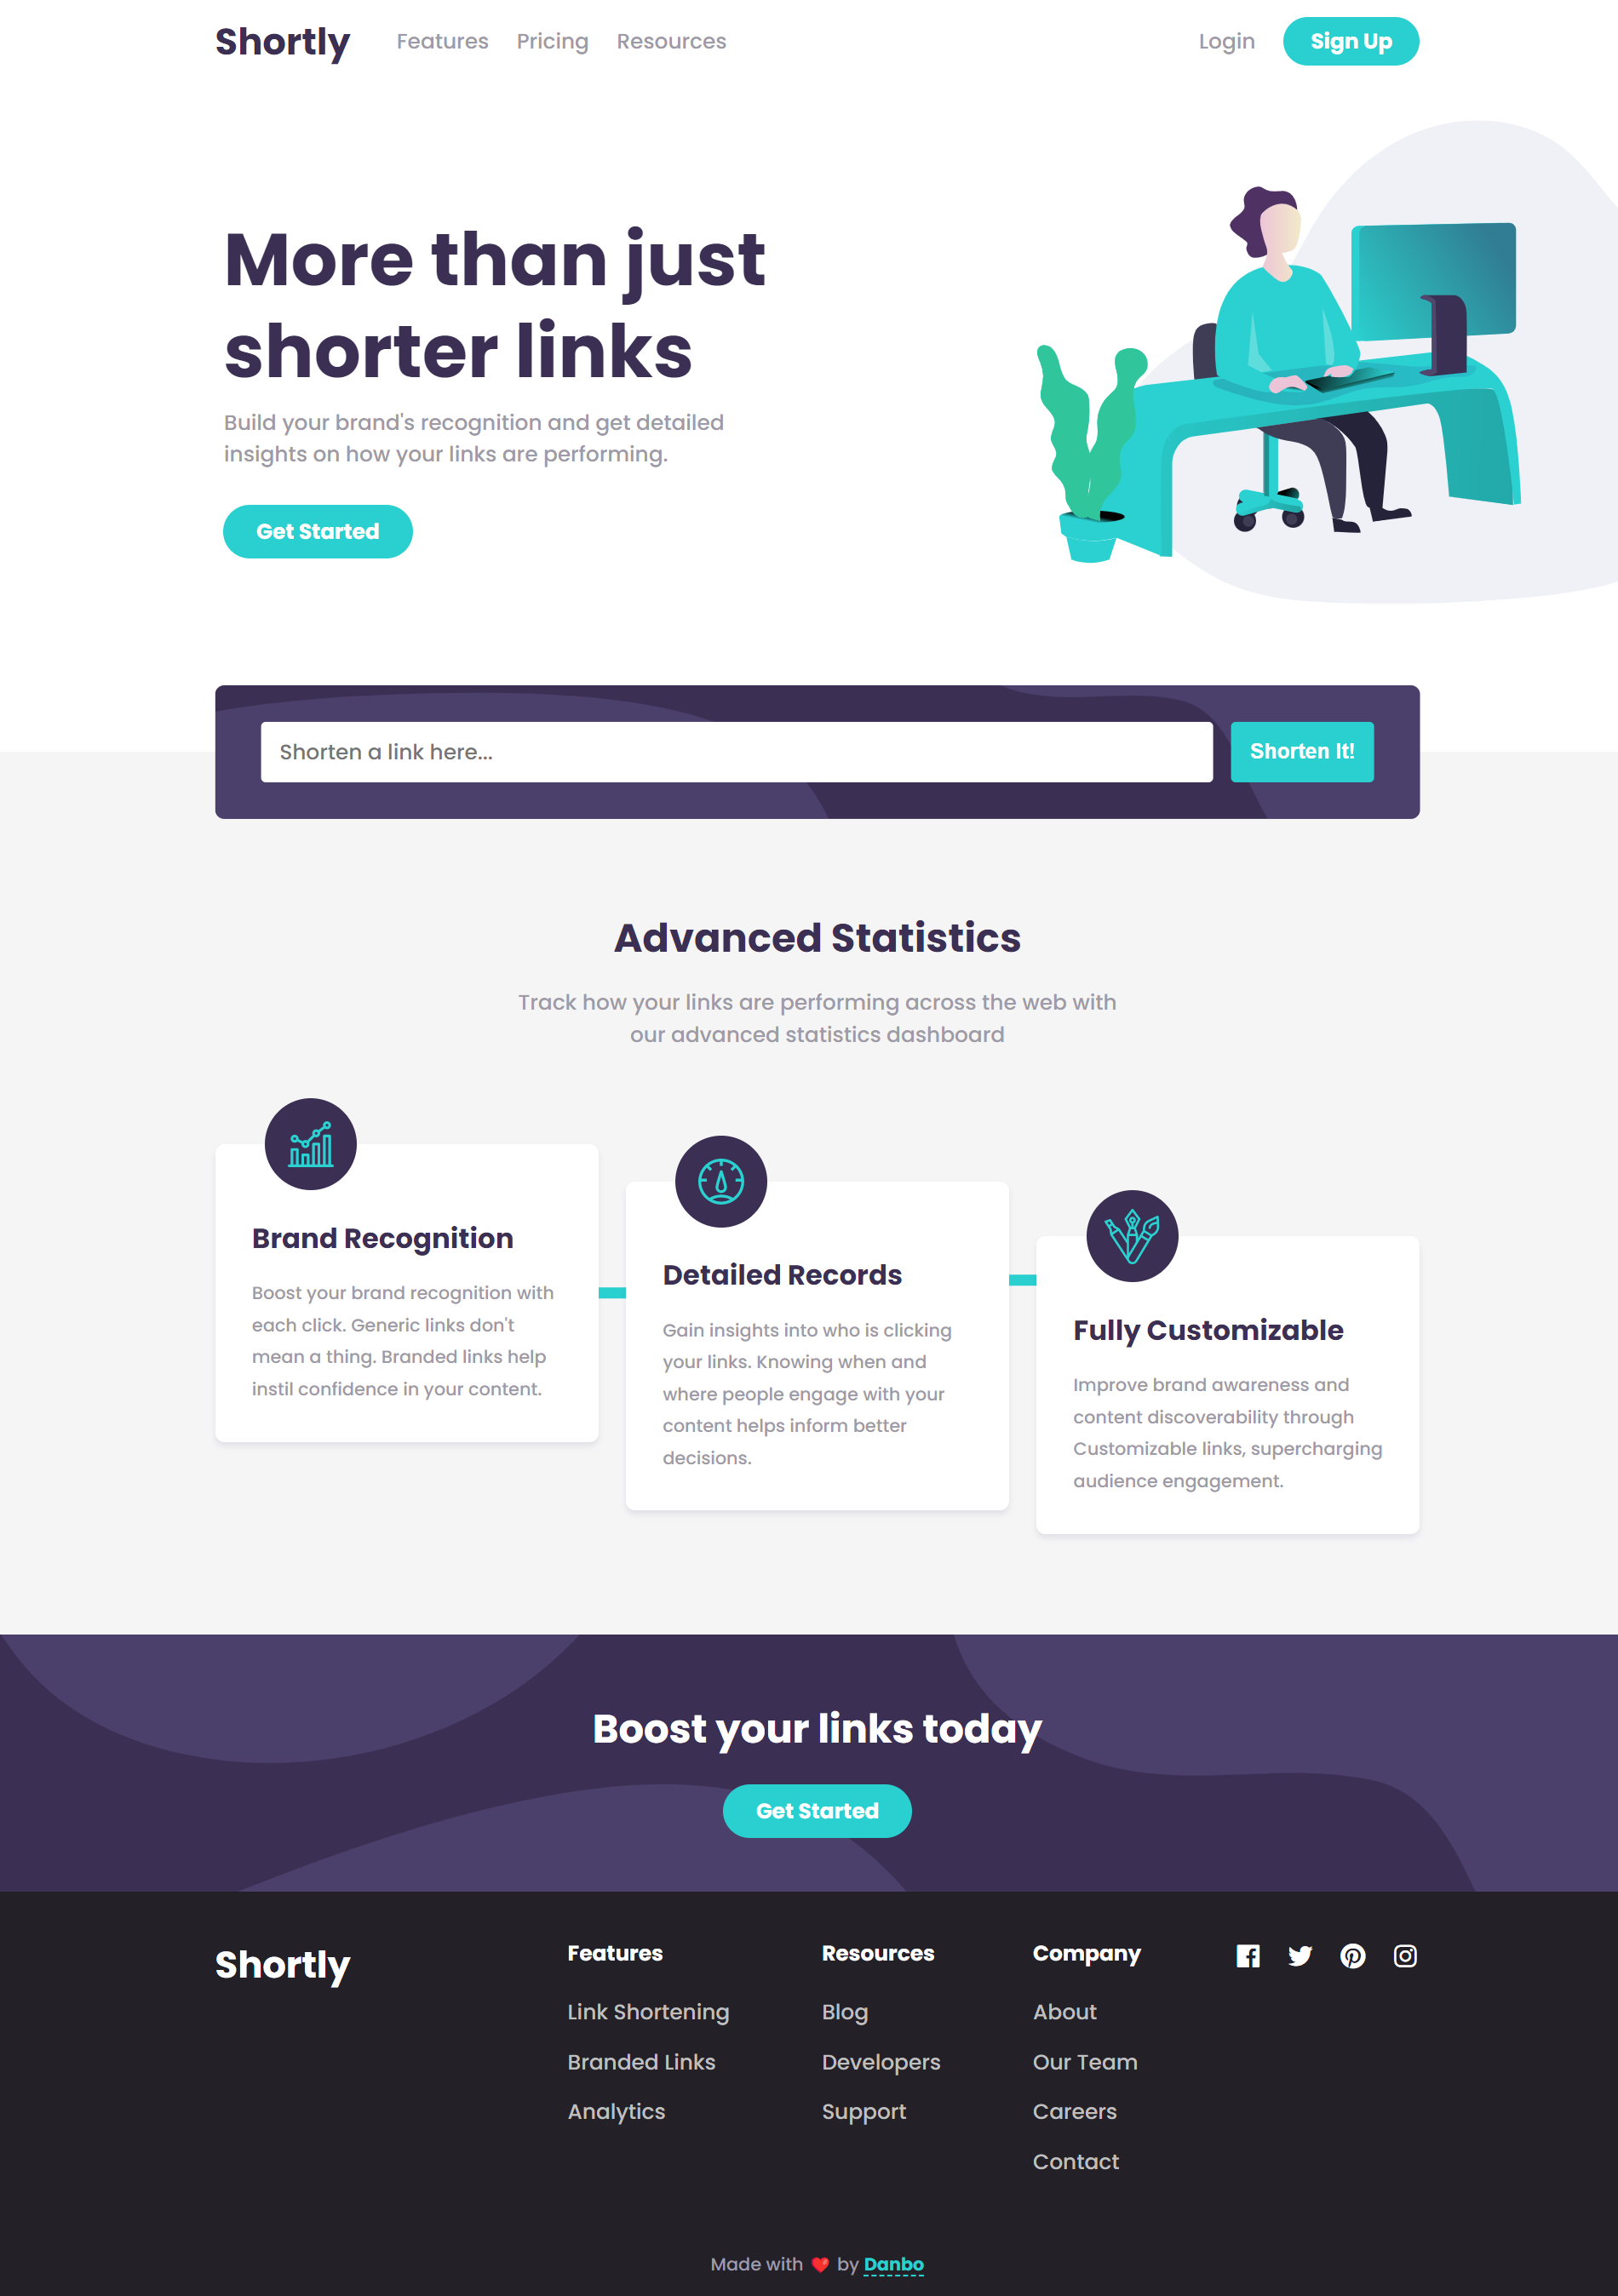 Shortly
Features
Pricing
Resources
Login
Sign Up
More than just
shorter links
Build your brand's recognition and get detailed
insights on how your links are performing.
Get Started
Shorten a link here...
Shorten It!
Advanced Statistics
Track how your links are performing across the web with
our advanced statistics dashboard
Brand Recognition
Boost your brand recognition with
each click. Generic links don't
mean a thing. Branded links help
instil confidence in your content.
Detailed Records
Gain insights into who is clicking
your links. Knowing when and
where people engage with your
content helps inform better
decisions.
Fully Customizable
Improve brand awareness and
content discoverability through
Customizable links, supercharging
audience engagement.
Boost your links today
Get Started
Shortly
Features
Link Shortening
Branded Links
Analytics
Resources
Blog
Developers
Support
Company
About
Our Team
Careers
Contact
Made with ❤️ by Danbo